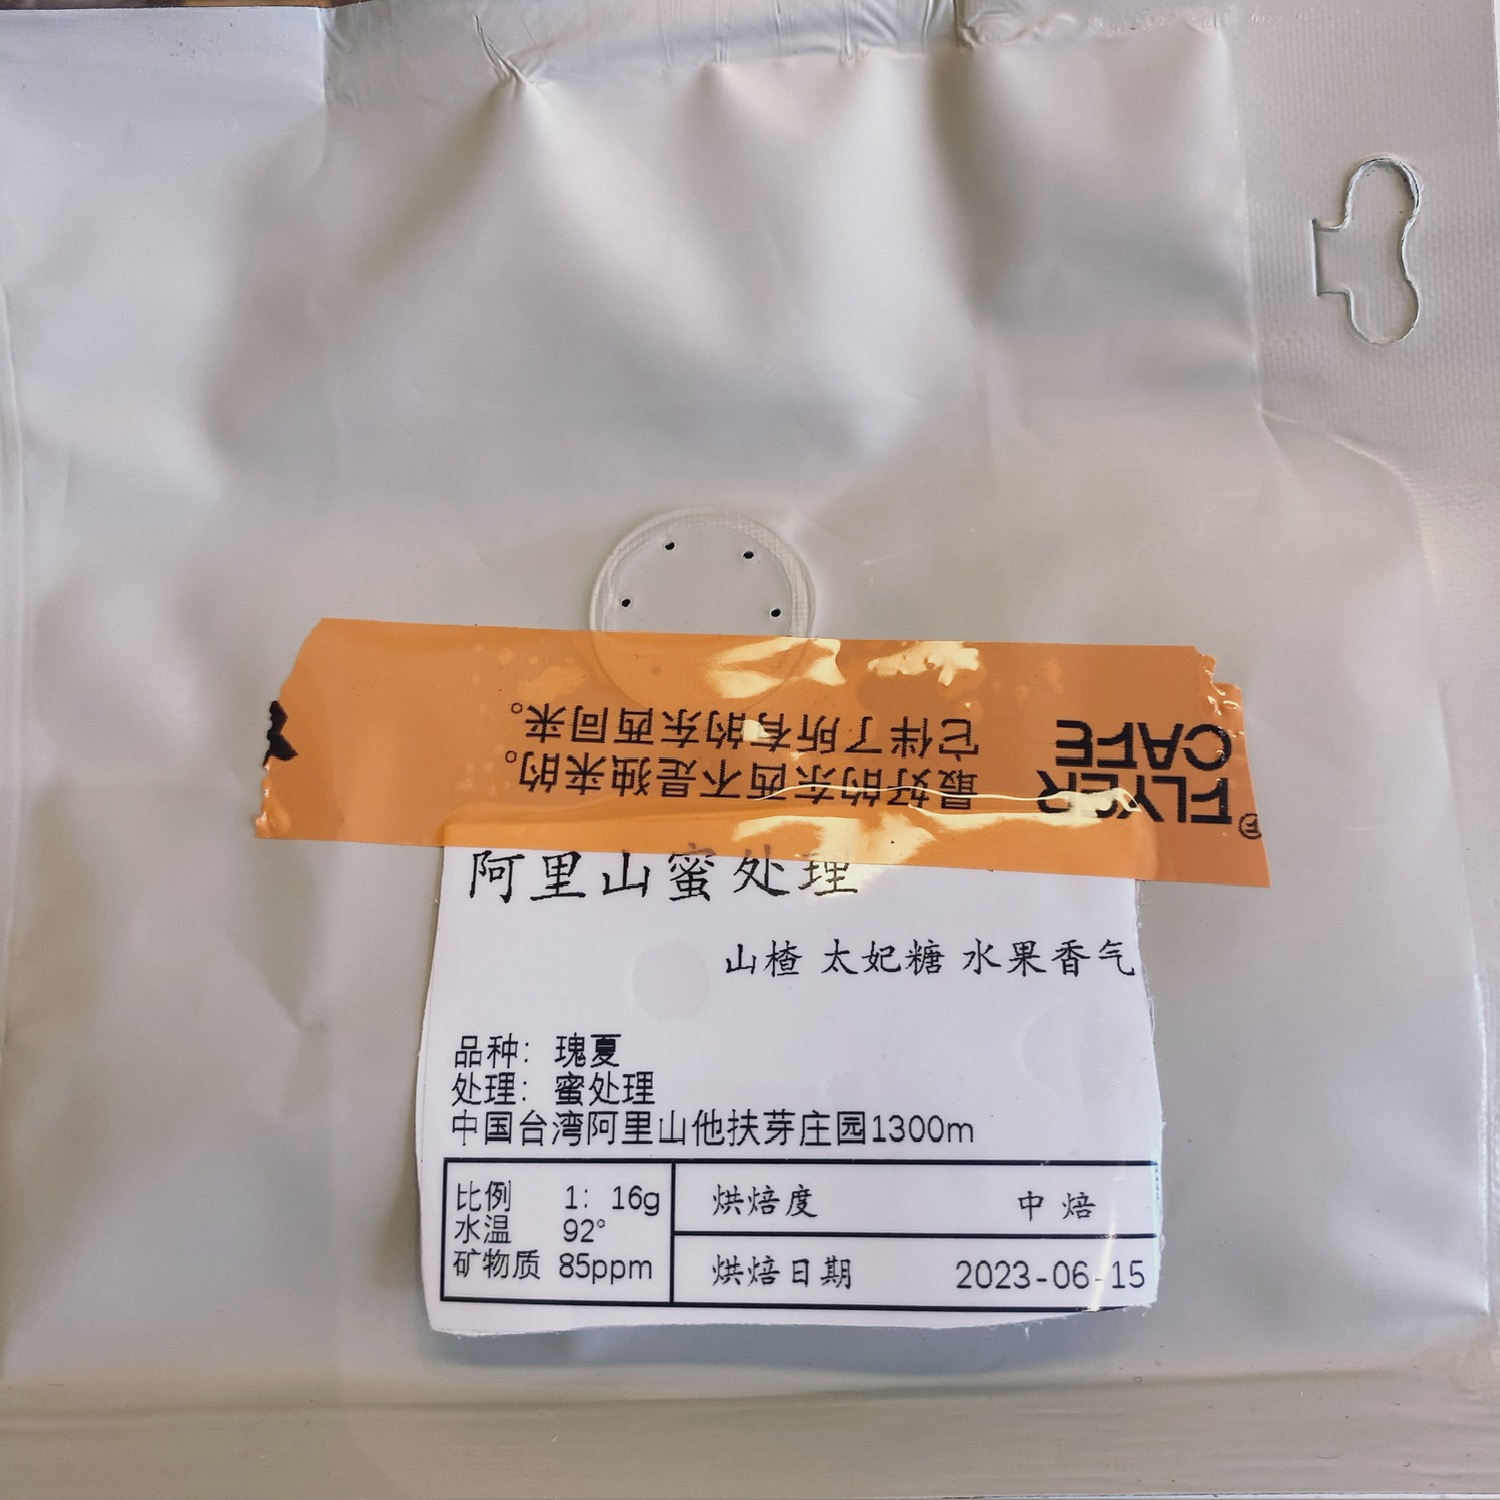 FLYER®
CAFE
最好的东西不是独来的。
它伴了所有的东西同来。
阿里山蜜处理
山楂 太妃糖 水果香气
品种：瑰夏
处理：蜜处理
中国台湾阿里山他扶芽庄园1300m
比例 1：16g
水温 92°
矿物质 85ppm
烘焙度 中焙
烘焙日期 2023-06-15